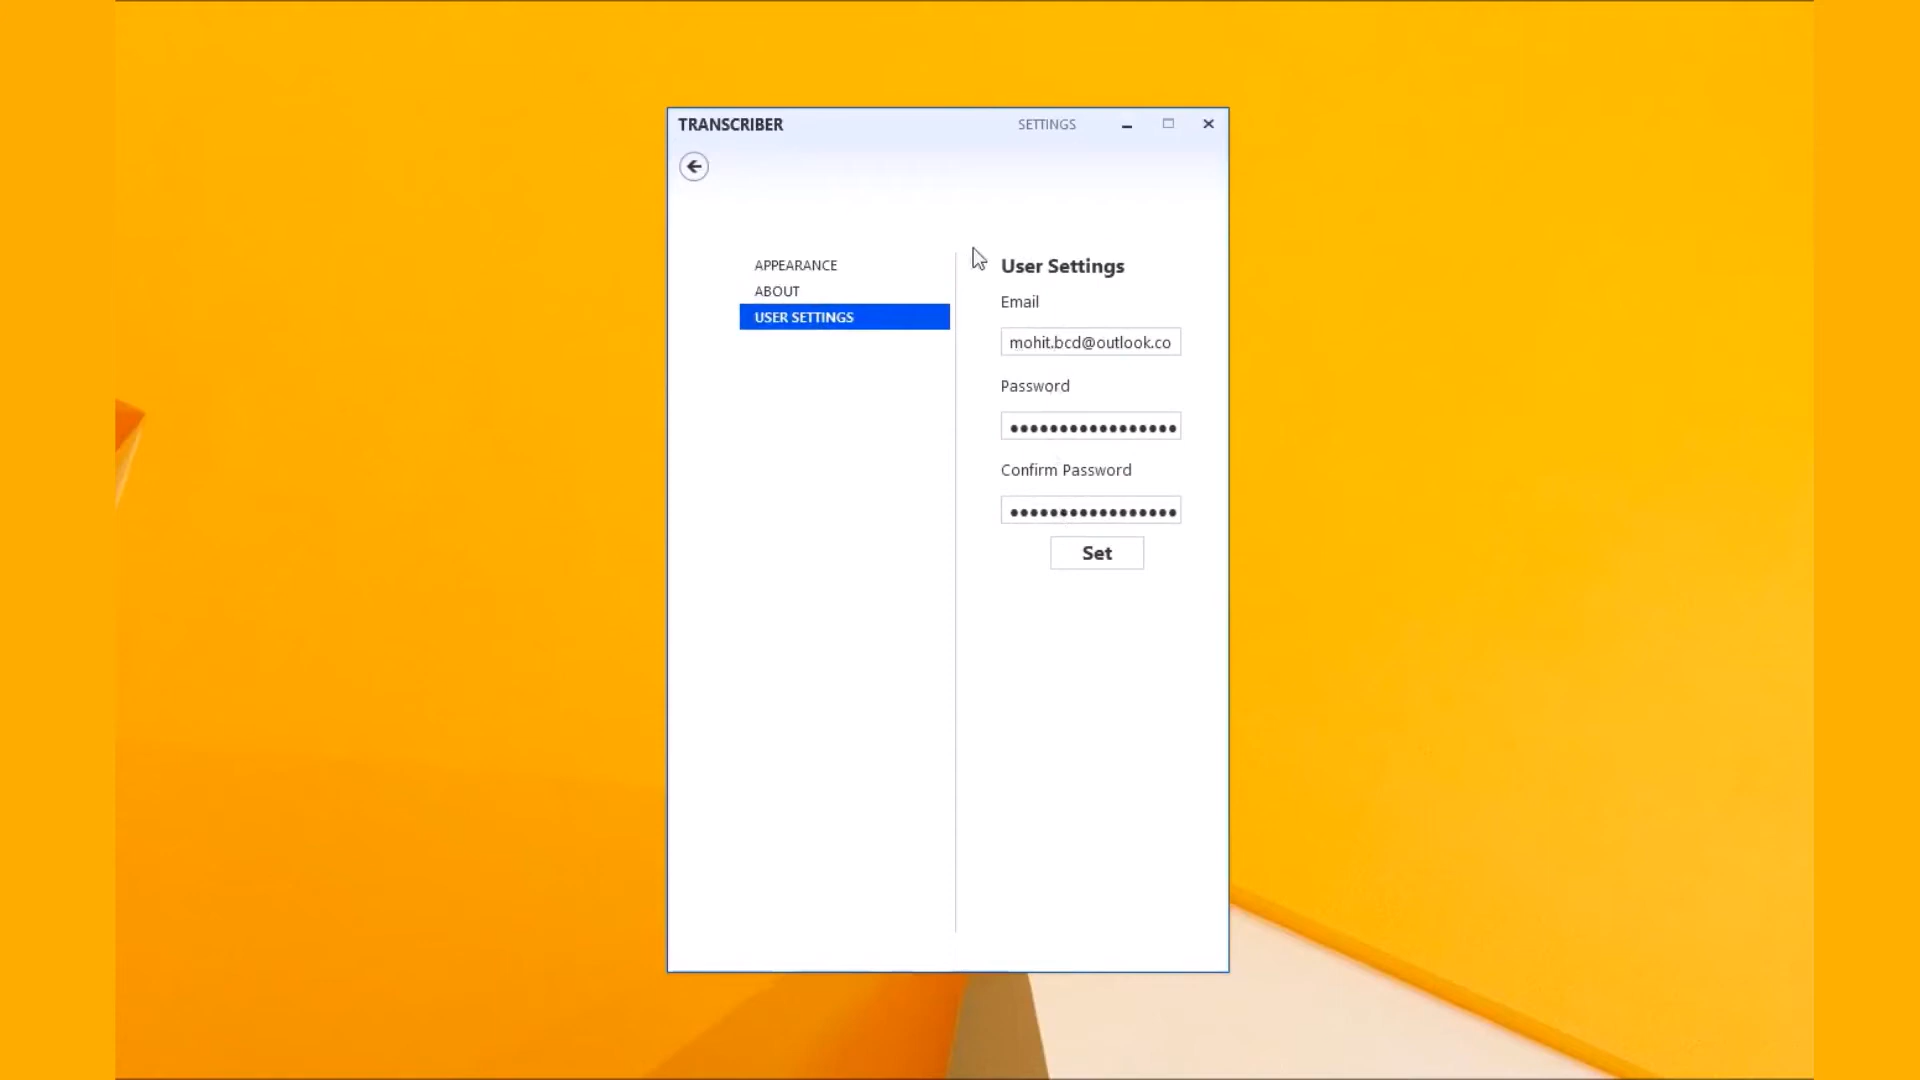 TRANSCRIBER
SETTINGS
APPEARANCE
ABOUT
USER SETTINGS
User Settings
Email
mohit.bcd@outlook.co
Password
•••••••••••••••••
Confirm Password
•••••••••••••••••
Set